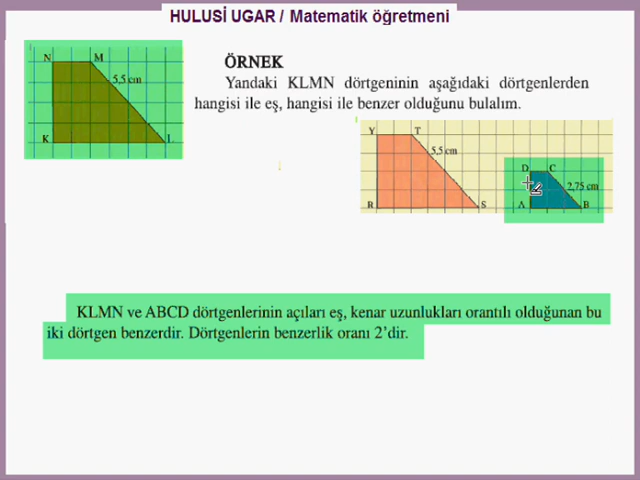 HULUSİ UGAR / Matematik öğretmeni
N M
5,5 cm
K L
ÖRNEK
Yandaki KLMN dörtgeninin aşağıdaki dörtgenlerden
hangisi ile eş, hangisi ile benzer olduğunu bulalım.
Y T
5,5 cm
R S
D C
2,75 cm
A B
KLMN ve ABCD dörtgenlerinin açıları eş, kenar uzunlukları orantılı olduğunan bu
iki dörtgen benzerdir. Dörtgenlerin benzerlik oranı 2’dir.